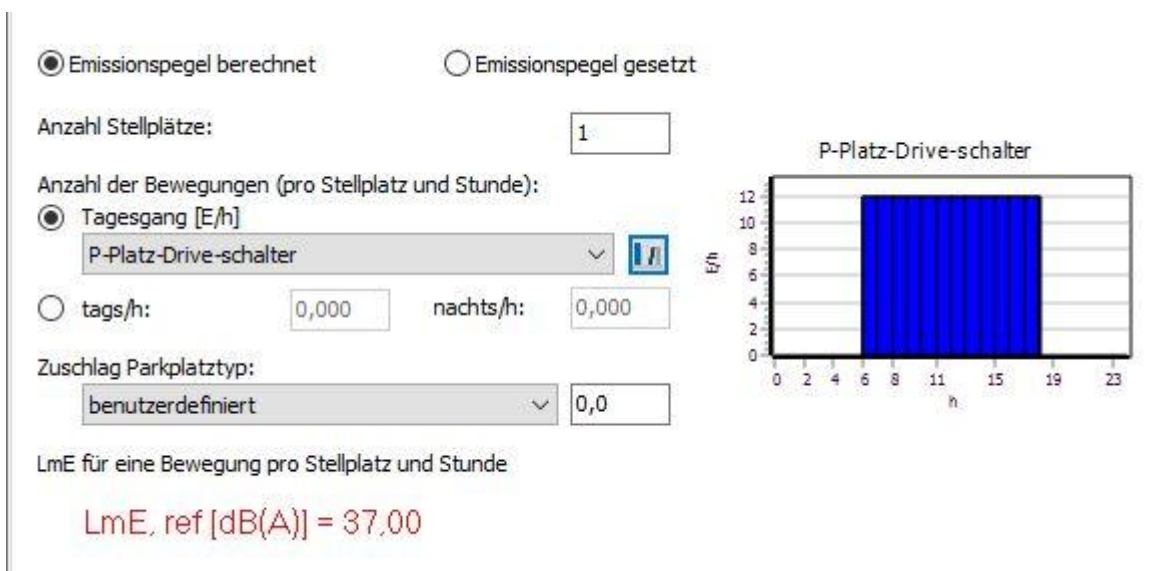 Emissionspegel berechnet
Emissionspegel gesetzt
Anzahl Stellplätze:
1
Anzahl der Bewegungen (pro Stellplatz und Stunde):
Tagesgang [E/h]
P-Platz-Drive-schalter
tags/h:
0,000
nachts/h:
0,000
Zuschlag Parkplatztyp:
benutzerdefiniert
0,0
LmE für eine Bewegung pro Stellplatz und Stunde
LmE, ref [dB(A)] = 37,00
P-Platz-Drive-schalter
12
10
8
6
4
2
0
E/h
0 2 4 6 8 11 15 19 23
h